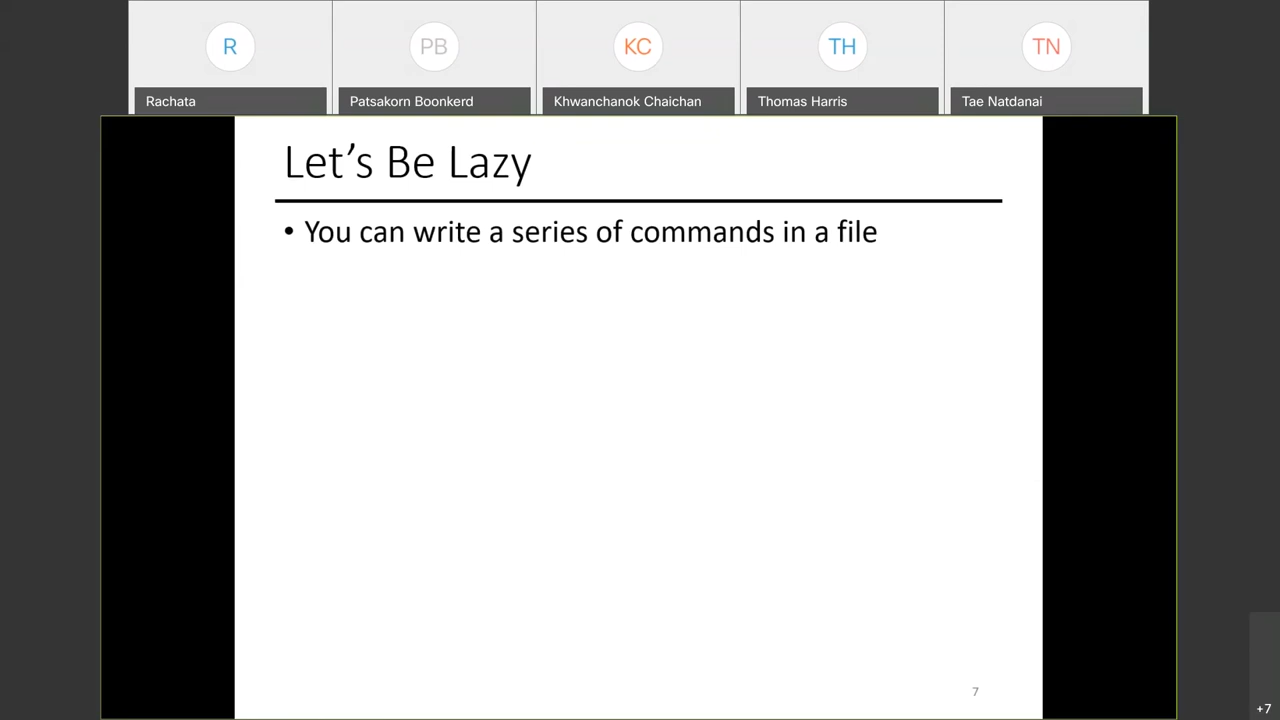 R
PB
KC
TH
TN
Rachata
Patsakorn Boonkerd
Khwanchanok Chaichan
Thomas Harris
Tae Natdanai
Let’s Be Lazy
• You can write a series of commands in a file
7
+7